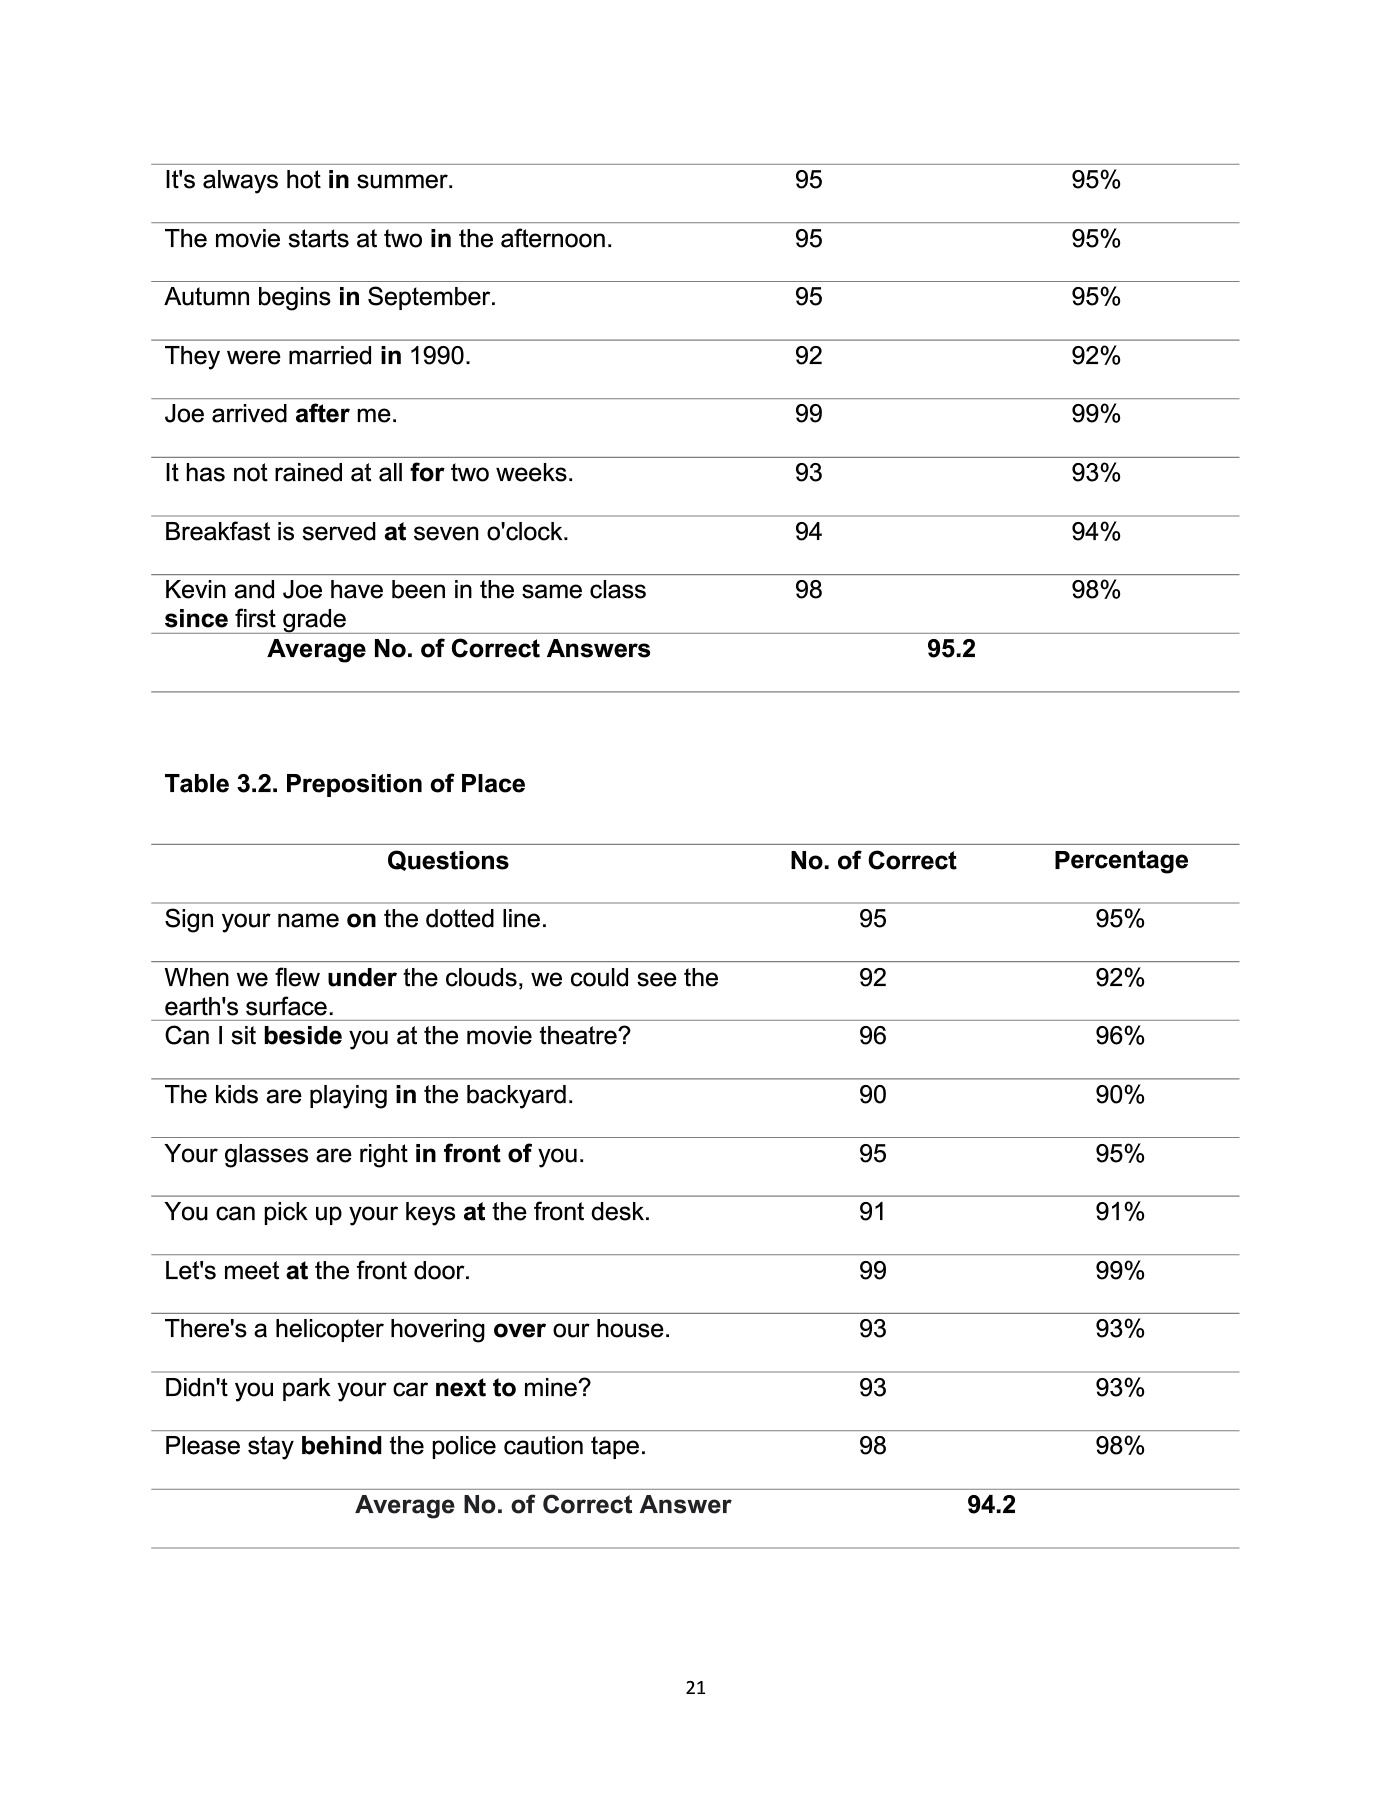 It's always hot in summer. 95 95%
The movie starts at two in the afternoon. 95 95%
Autumn begins in September. 95 95%
They were married in 1990. 92 92%
Joe arrived after me. 99 99%
It has not rained at all for two weeks. 93 93%
Breakfast is served at seven o'clock. 94 94%
Kevin and Joe have been in the same class 98 98%
since first grade
Average No. of Correct Answers 95.2
Table 3.2. Preposition of Place
Questions No. of Correct Percentage
Sign your name on the dotted line. 95 95%
When we flew under the clouds, we could see the 92 92%
earth's surface.
Can I sit beside you at the movie theatre? 96 96%
The kids are playing in the backyard. 90 90%
Your glasses are right in front of you. 95 95%
You can pick up your keys at the front desk. 91 91%
Let's meet at the front door. 99 99%
There's a helicopter hovering over our house. 93 93%
Didn't you park your car next to mine? 93 93%
Please stay behind the police caution tape. 98 98%
Average No. of Correct Answer 94.2
21